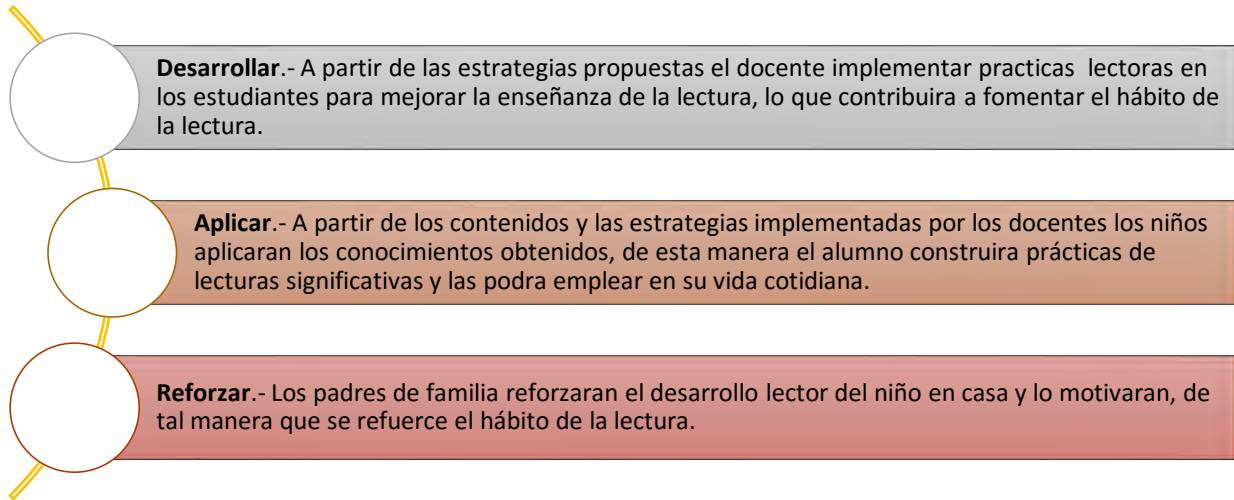 Desarrollar.- A partir de las estrategias propuestas el docente implementar practicas lectoras en
los estudiantes para mejorar la enseñanza de la lectura, lo que contribuira a fomentar el hábito de
la lectura.
Aplicar.- A partir de los contenidos y las estrategias implementadas por los docentes los niños
aplicaran los conocimientos obtenidos, de esta manera el alumno construira prácticas de
lecturas significativas y las podra emplear en su vida cotidiana.
Reforzar.- Los padres de familia reforzaran el desarrollo lector del niño en casa y lo motivaran, de
tal manera que se refuerce el hábito de la lectura.